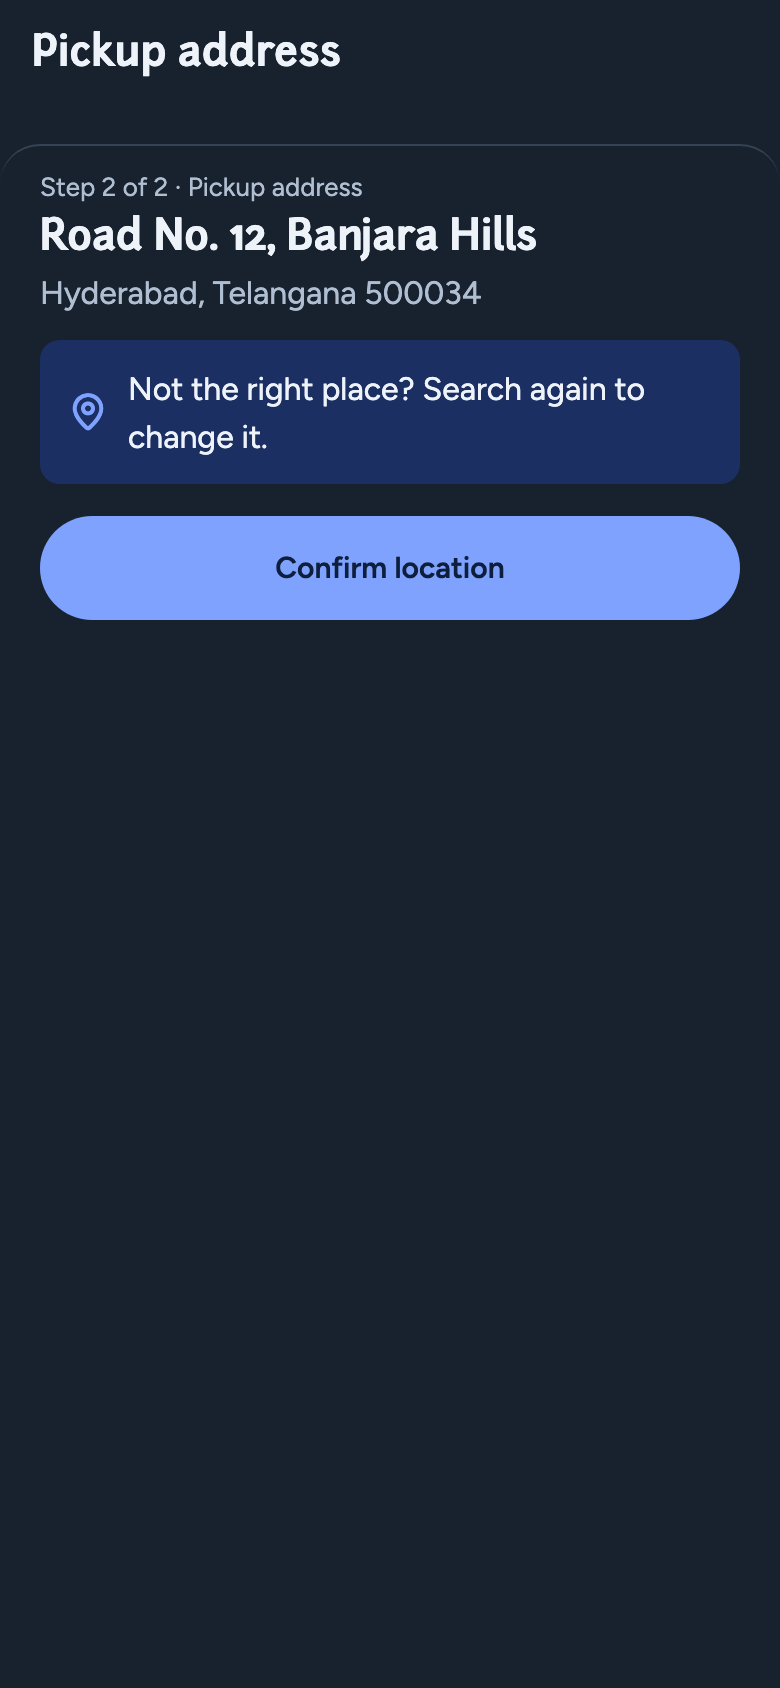 Pickup address
Step 2 of 2 · Pickup address
Road No. 12, Banjara Hills
Hyderabad, Telangana 500034
Not the right place? Search again to
change it.
Confirm location